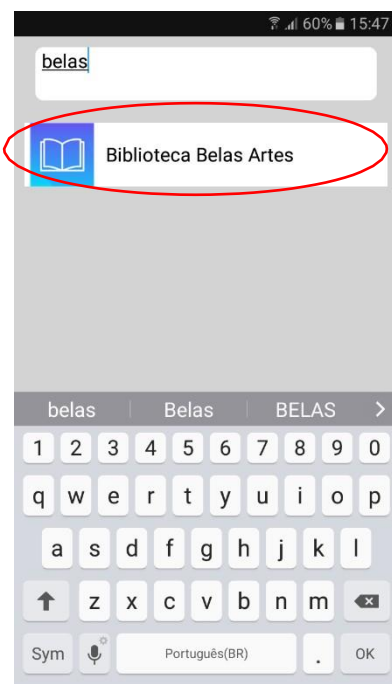 60% 15:47
belas
Biblioteca Belas Artes
belas Belas BELAS >
1 2 3 4 5 6 7 8 9 0
q w e r t y u i o p
a s d f g h j k l
z x c v b n m
Sym Português(BR) . OK